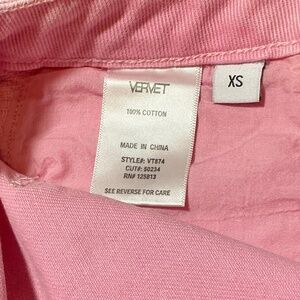 VERVET
XS
100% COTTON
MADE IN CHINA
STYLE#: VT874
CUT#: 50234
RN# 125813
SEE REVERSE FOR CARE